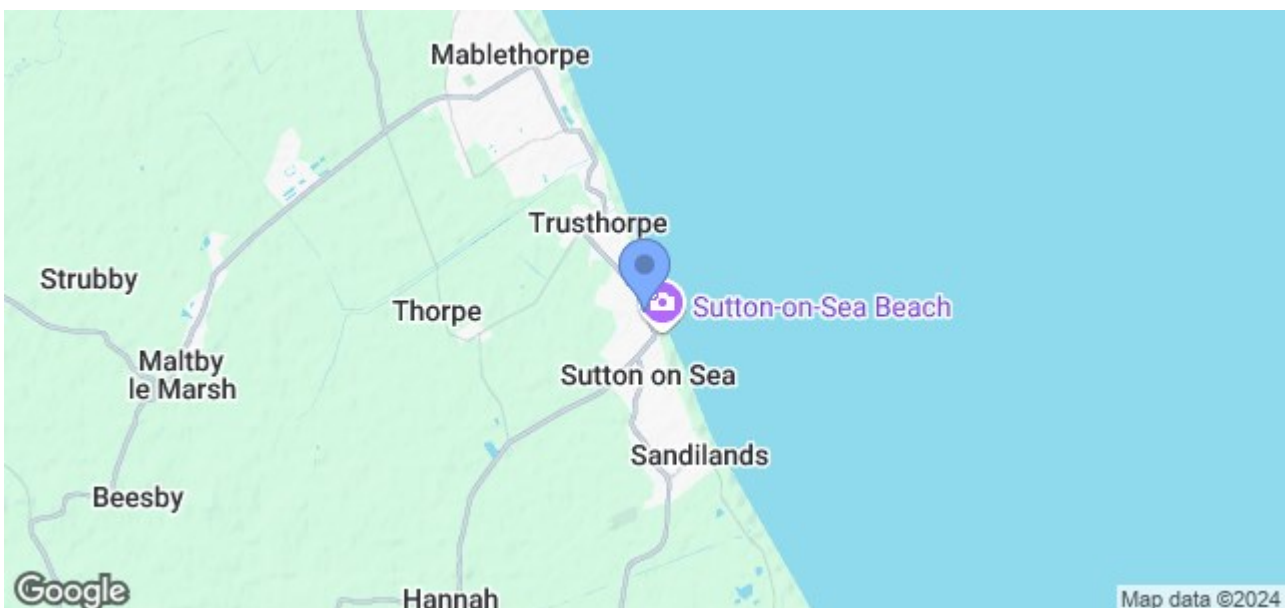 Mablethorpe
Trusthorpe
Strubby
Thorpe
Sutton-on-Sea Beach
Maltby
le Marsh
Sutton on Sea
Sandilands
Beesby
Google
Hannah
Map data ©2024